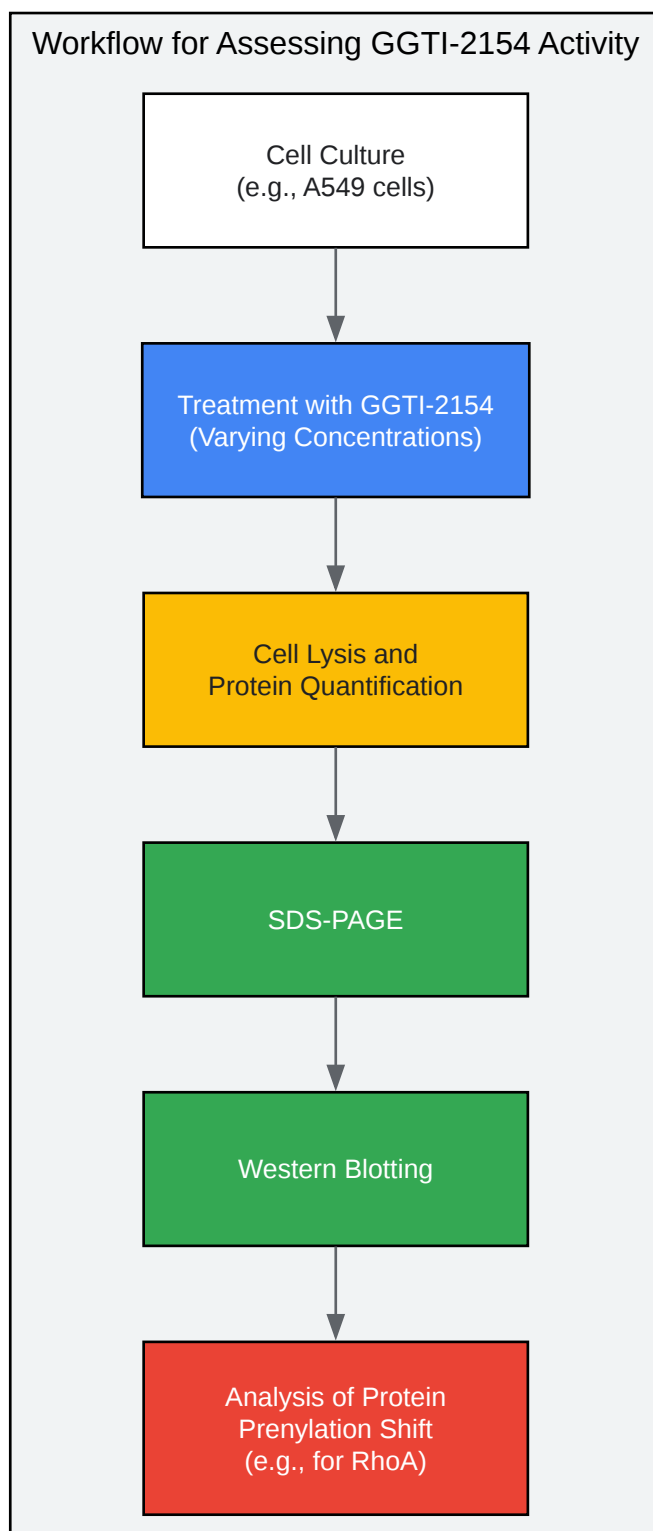 Workflow for Assessing GGTI-2154 Activity
Cell Culture
(e.g., A549 cells)
Treatment with GGTI-2154
(Varying Concentrations)
Cell Lysis and
Protein Quantification
SDS-PAGE
Western Blotting
Analysis of Protein
Prenylation Shift
(e.g., for RhoA)